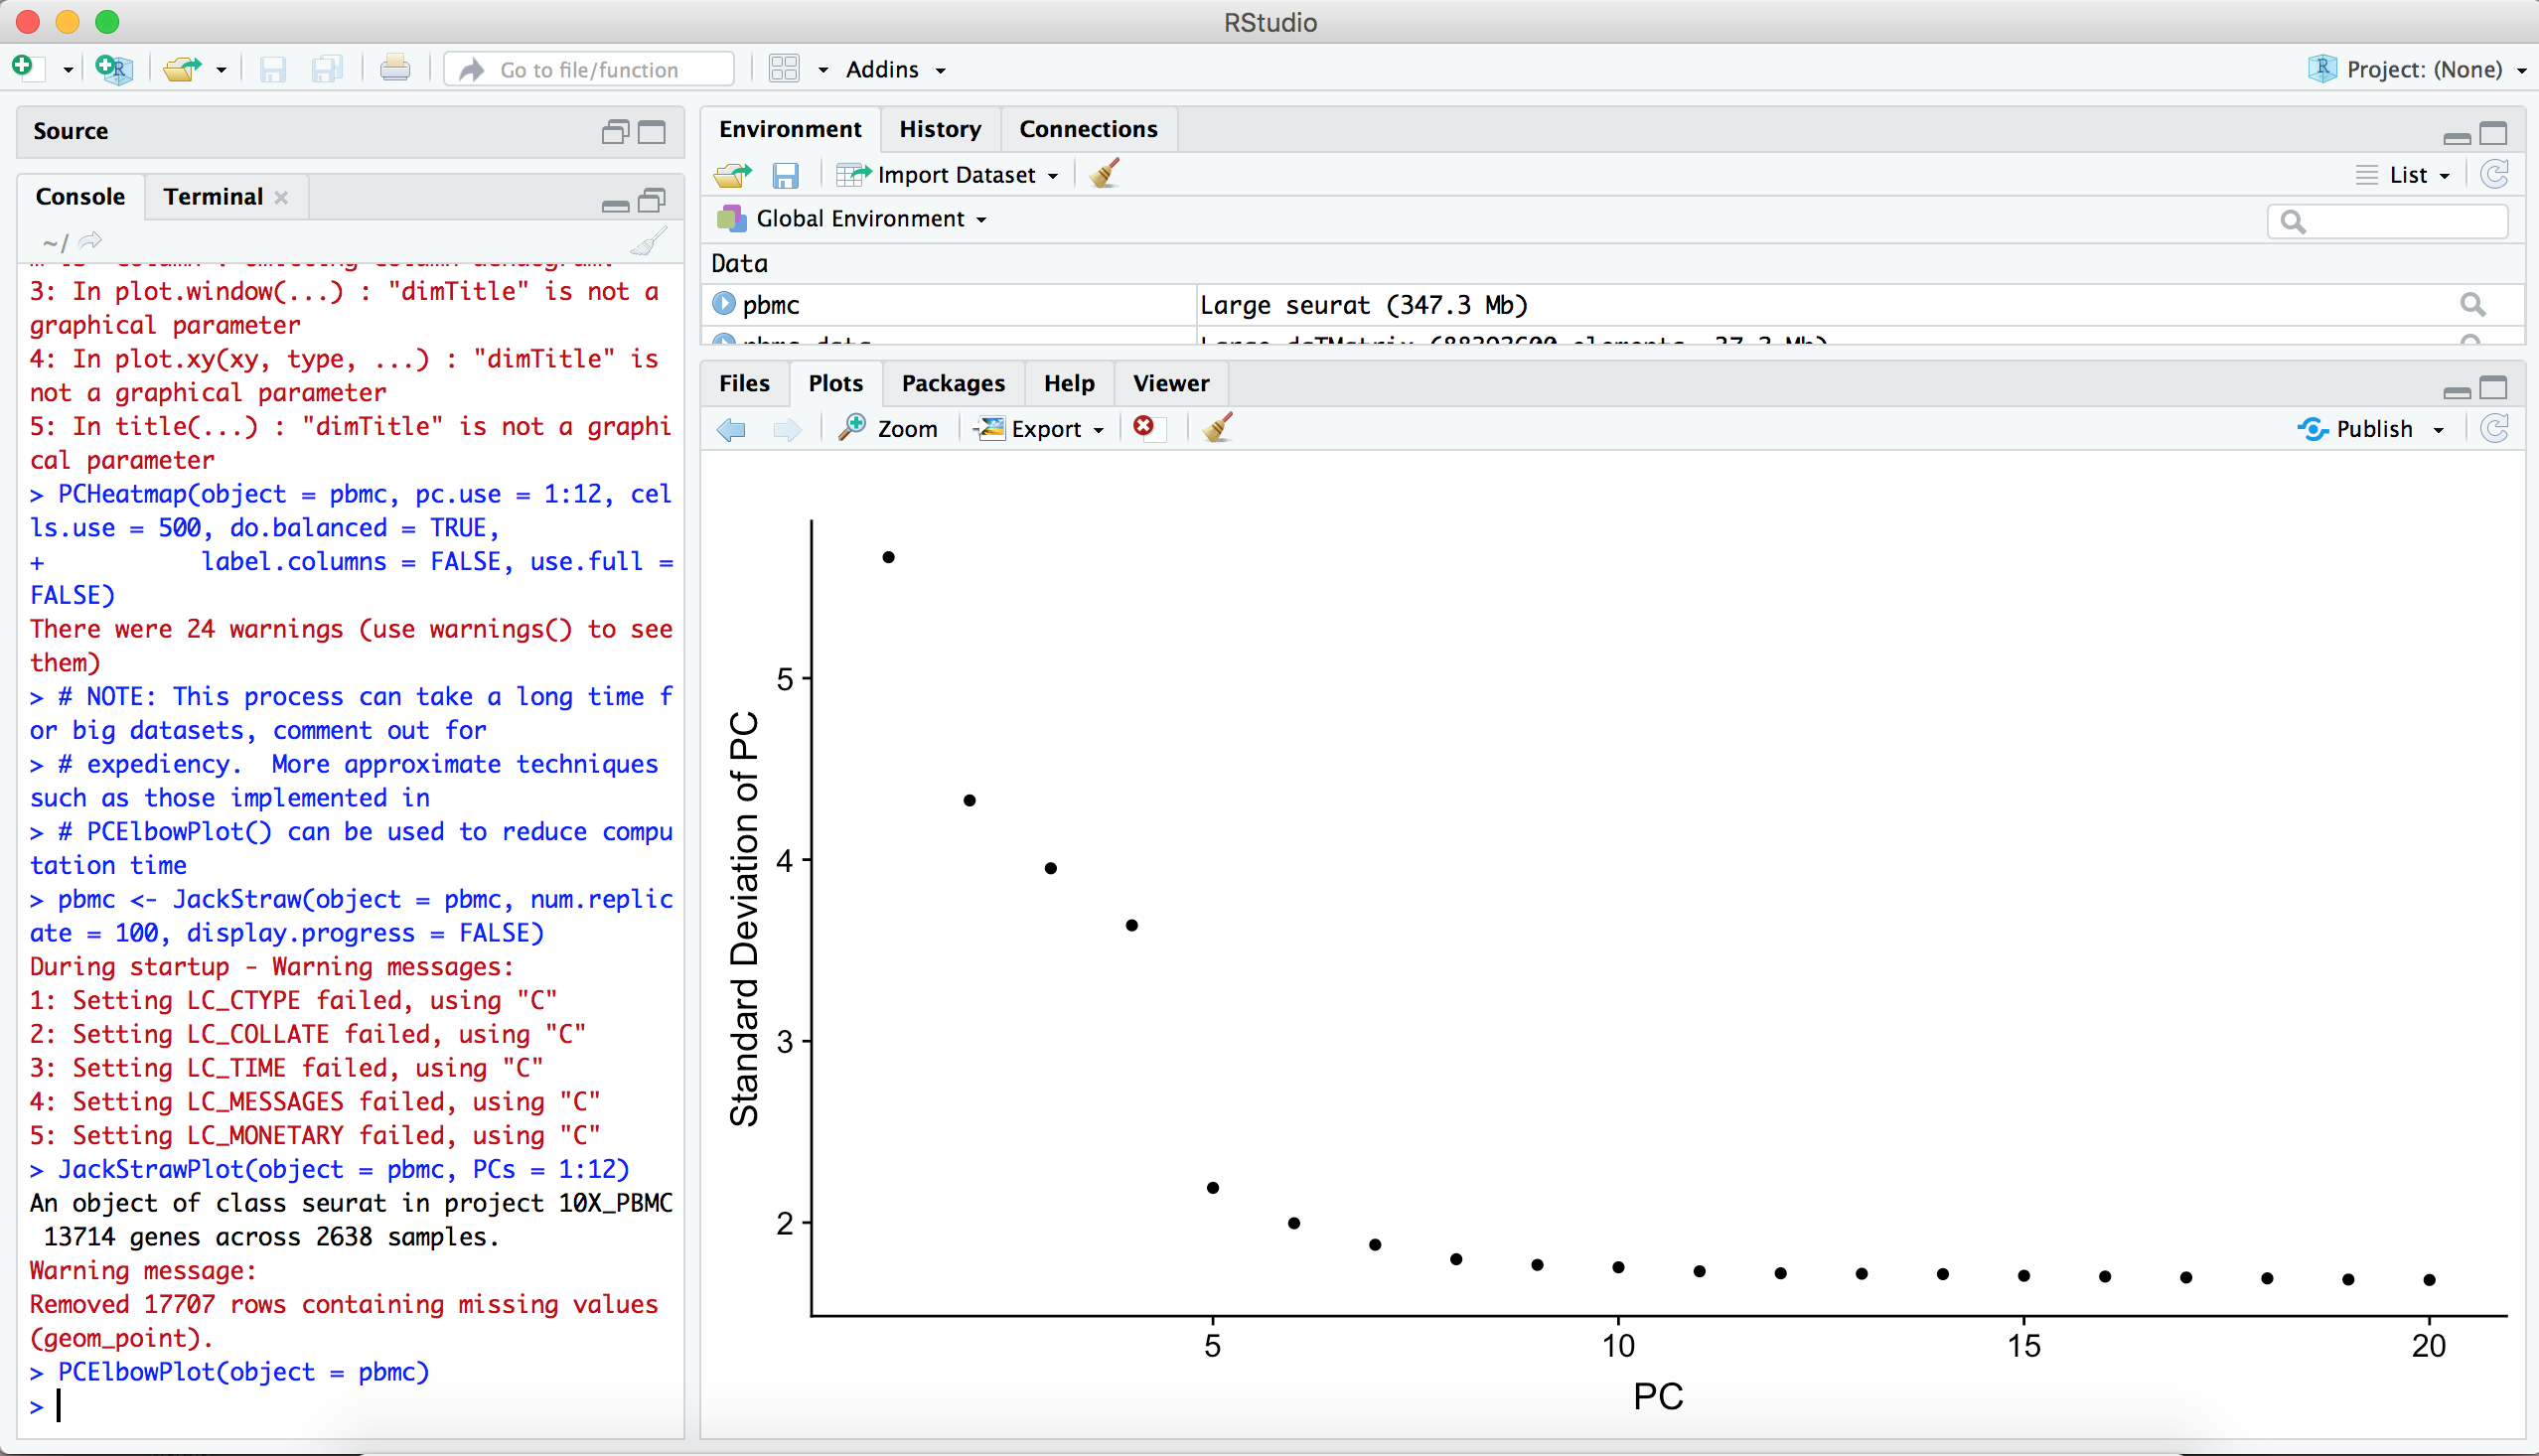 RStudio
Go to file/function
Addins
Project: (None)
Source
Console Terminal
~/
3: In plot.window(...) : "dimTitle" is not a
graphical parameter
4: In plot.xy(xy, type, ...) : "dimTitle" is
not a graphical parameter
5: In title(...) : "dimTitle" is not a graphi
cal parameter
> PCHeatmap(object = pbmc, pc.use = 1:12, cel
ls.use = 500, do.balanced = TRUE,
+           label.columns = FALSE, use.full =
FALSE)
There were 24 warnings (use warnings() to see
them)
> # NOTE: This process can take a long time f
or big datasets, comment out for
> # expediency.  More approximate techniques
such as those implemented in
> # PCElbowPlot() can be used to reduce compu
tation time
> pbmc <- JackStraw(object = pbmc, num.replic
ate = 100, display.progress = FALSE)
During startup - Warning messages:
1: Setting LC_CTYPE failed, using "C"
2: Setting LC_COLLATE failed, using "C"
3: Setting LC_TIME failed, using "C"
4: Setting LC_MESSAGES failed, using "C"
5: Setting LC_MONETARY failed, using "C"
> JackStrawPlot(object = pbmc, PCs = 1:12)
An object of class seurat in project 10X_PBMC
 13714 genes across 2638 samples.
Warning message:
Removed 17707 rows containing missing values
(geom_point).
> PCElbowPlot(object = pbmc)
>
Environment History Connections
Import Dataset
List
Global Environment
Data
pbmc Large seurat (347.3 Mb)
Files Plots Packages Help Viewer
Zoom Export
Publish
Standard Deviation of PC
5
4
3
2
5 10 15 20
PC